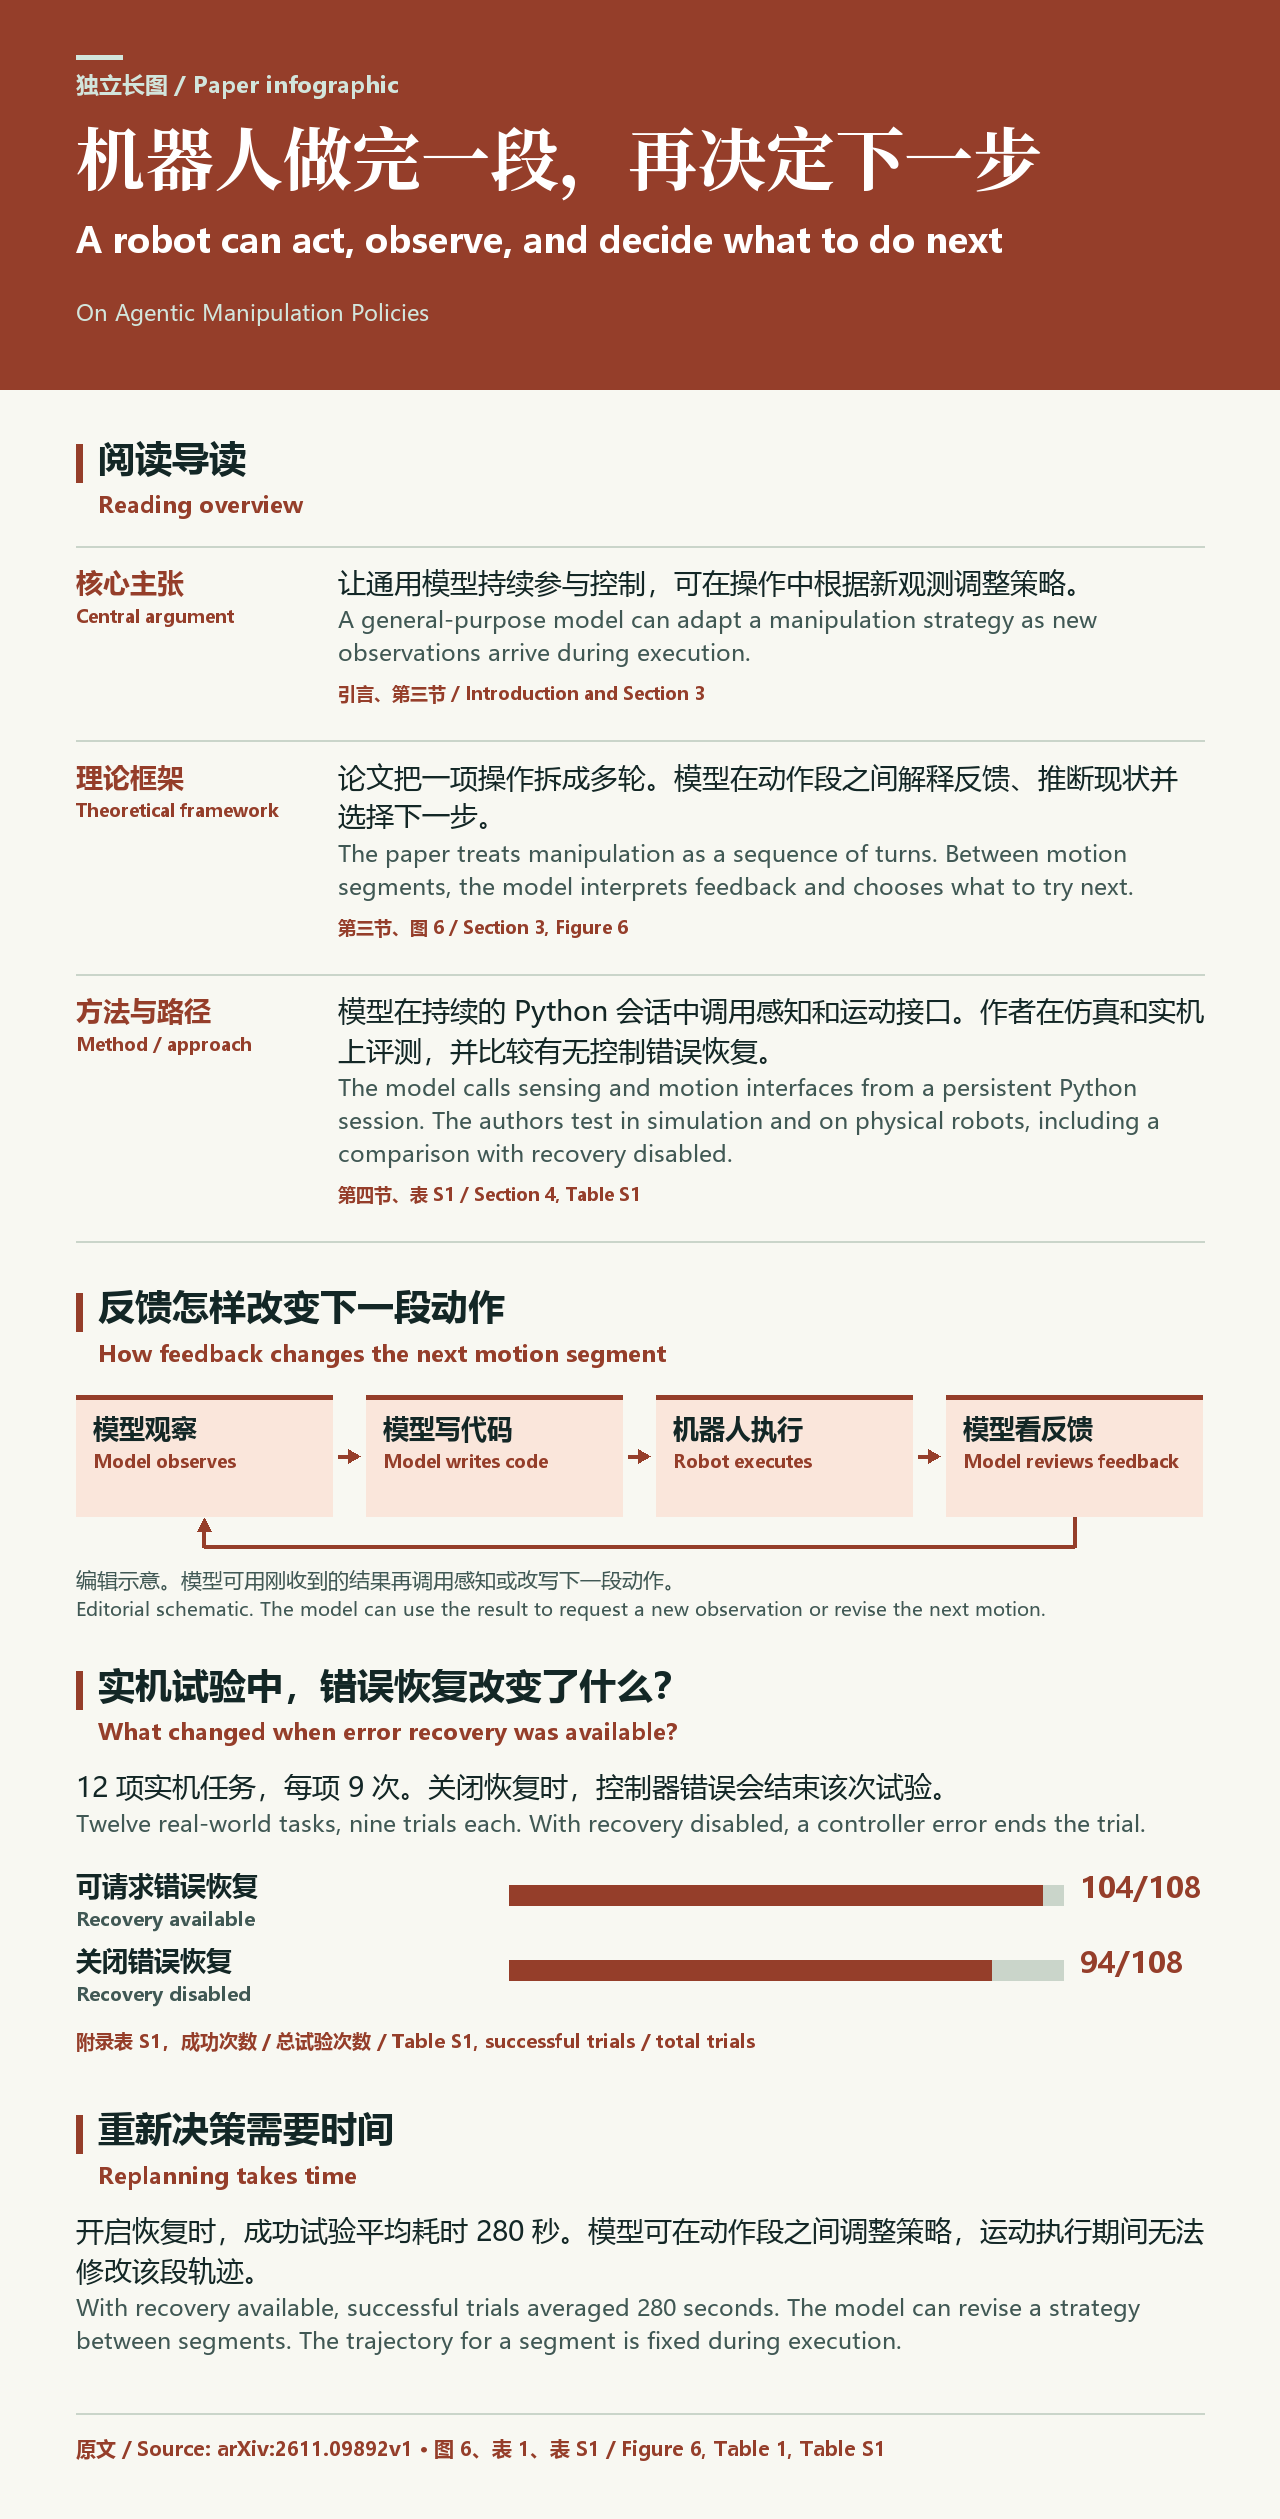 独立长图 / Paper infographic
机器人做完一段，再决定下一步
A robot can act, observe, and decide what to do next
On Agentic Manipulation Policies
阅读导读
Reading overview
核心主张
Central argument
让通用模型持续参与控制，可在操作中根据新观测调整策略。
A general-purpose model can adapt a manipulation strategy as new
observations arrive during execution.
引言、第三节 / Introduction and Section 3
理论框架
Theoretical framework
论文把一项操作拆成多轮。模型在动作段之间解释反馈、推断现状并
选择下一步。
The paper treats manipulation as a sequence of turns. Between motion
segments, the model interprets feedback and chooses what to try next.
第三节、图 6 / Section 3, Figure 6
方法与路径
Method / approach
模型在持续的 Python 会话中调用感知和运动接口。作者在仿真和实机
上评测，并比较有无控制错误恢复。
The model calls sensing and motion interfaces from a persistent Python
session. The authors test in simulation and on physical robots, including a
comparison with recovery disabled.
第四节、表 S1 / Section 4, Table S1
反馈怎样改变下一段动作
How feedback changes the next motion segment
模型观察
Model observes
模型写代码
Model writes code
机器人执行
Robot executes
模型看反馈
Model reviews feedback
编辑示意。模型可用刚收到的结果再调用感知或改写下一段动作。
Editorial schematic. The model can use the result to request a new observation or revise the next motion.
实机试验中，错误恢复改变了什么？
What changed when error recovery was available?
12 项实机任务，每项 9 次。关闭恢复时，控制器错误会结束该次试验。
Twelve real-world tasks, nine trials each. With recovery disabled, a controller error ends the trial.
可请求错误恢复
Recovery available
104/108
关闭错误恢复
Recovery disabled
94/108
附录表 S1，成功次数 / 总试验次数 / Table S1, successful trials / total trials
重新决策需要时间
Replanning takes time
开启恢复时，成功试验平均耗时 280 秒。模型可在动作段之间调整策略，运动执行期间无法
修改该段轨迹。
With recovery available, successful trials averaged 280 seconds. The model can revise a strategy
between segments. The trajectory for a segment is fixed during execution.
原文 / Source: arXiv:2611.09892v1 • 图 6、表 1、表 S1 / Figure 6, Table 1, Table S1